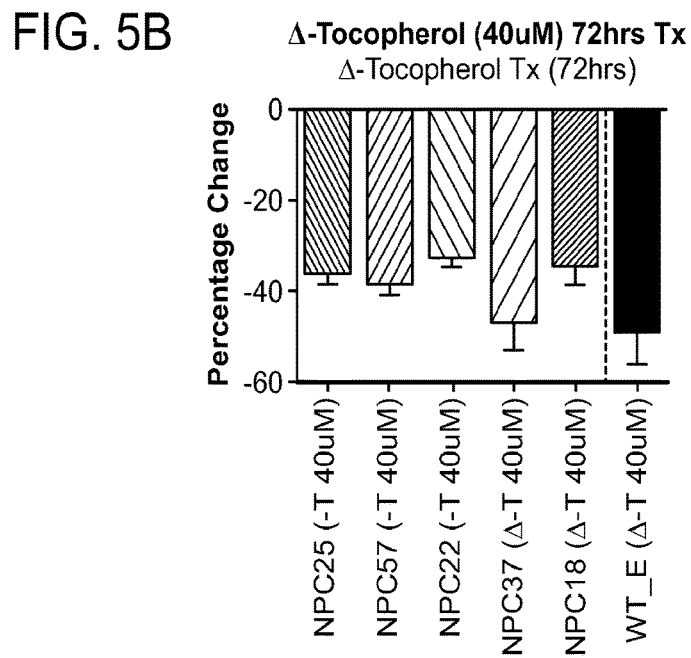 FIG. 5B
Δ-Tocopherol (40uM) 72hrs Tx
Δ-Tocopherol Tx (72hrs)
Percentage Change
0
-20
-40
-60
NPC25 (-T 40uM)
NPC57 (-T 40uM)
NPC22 (-T 40uM)
NPC37 (Δ-T 40uM)
NPC18 (Δ-T 40uM)
WT_E (Δ-T 40uM)